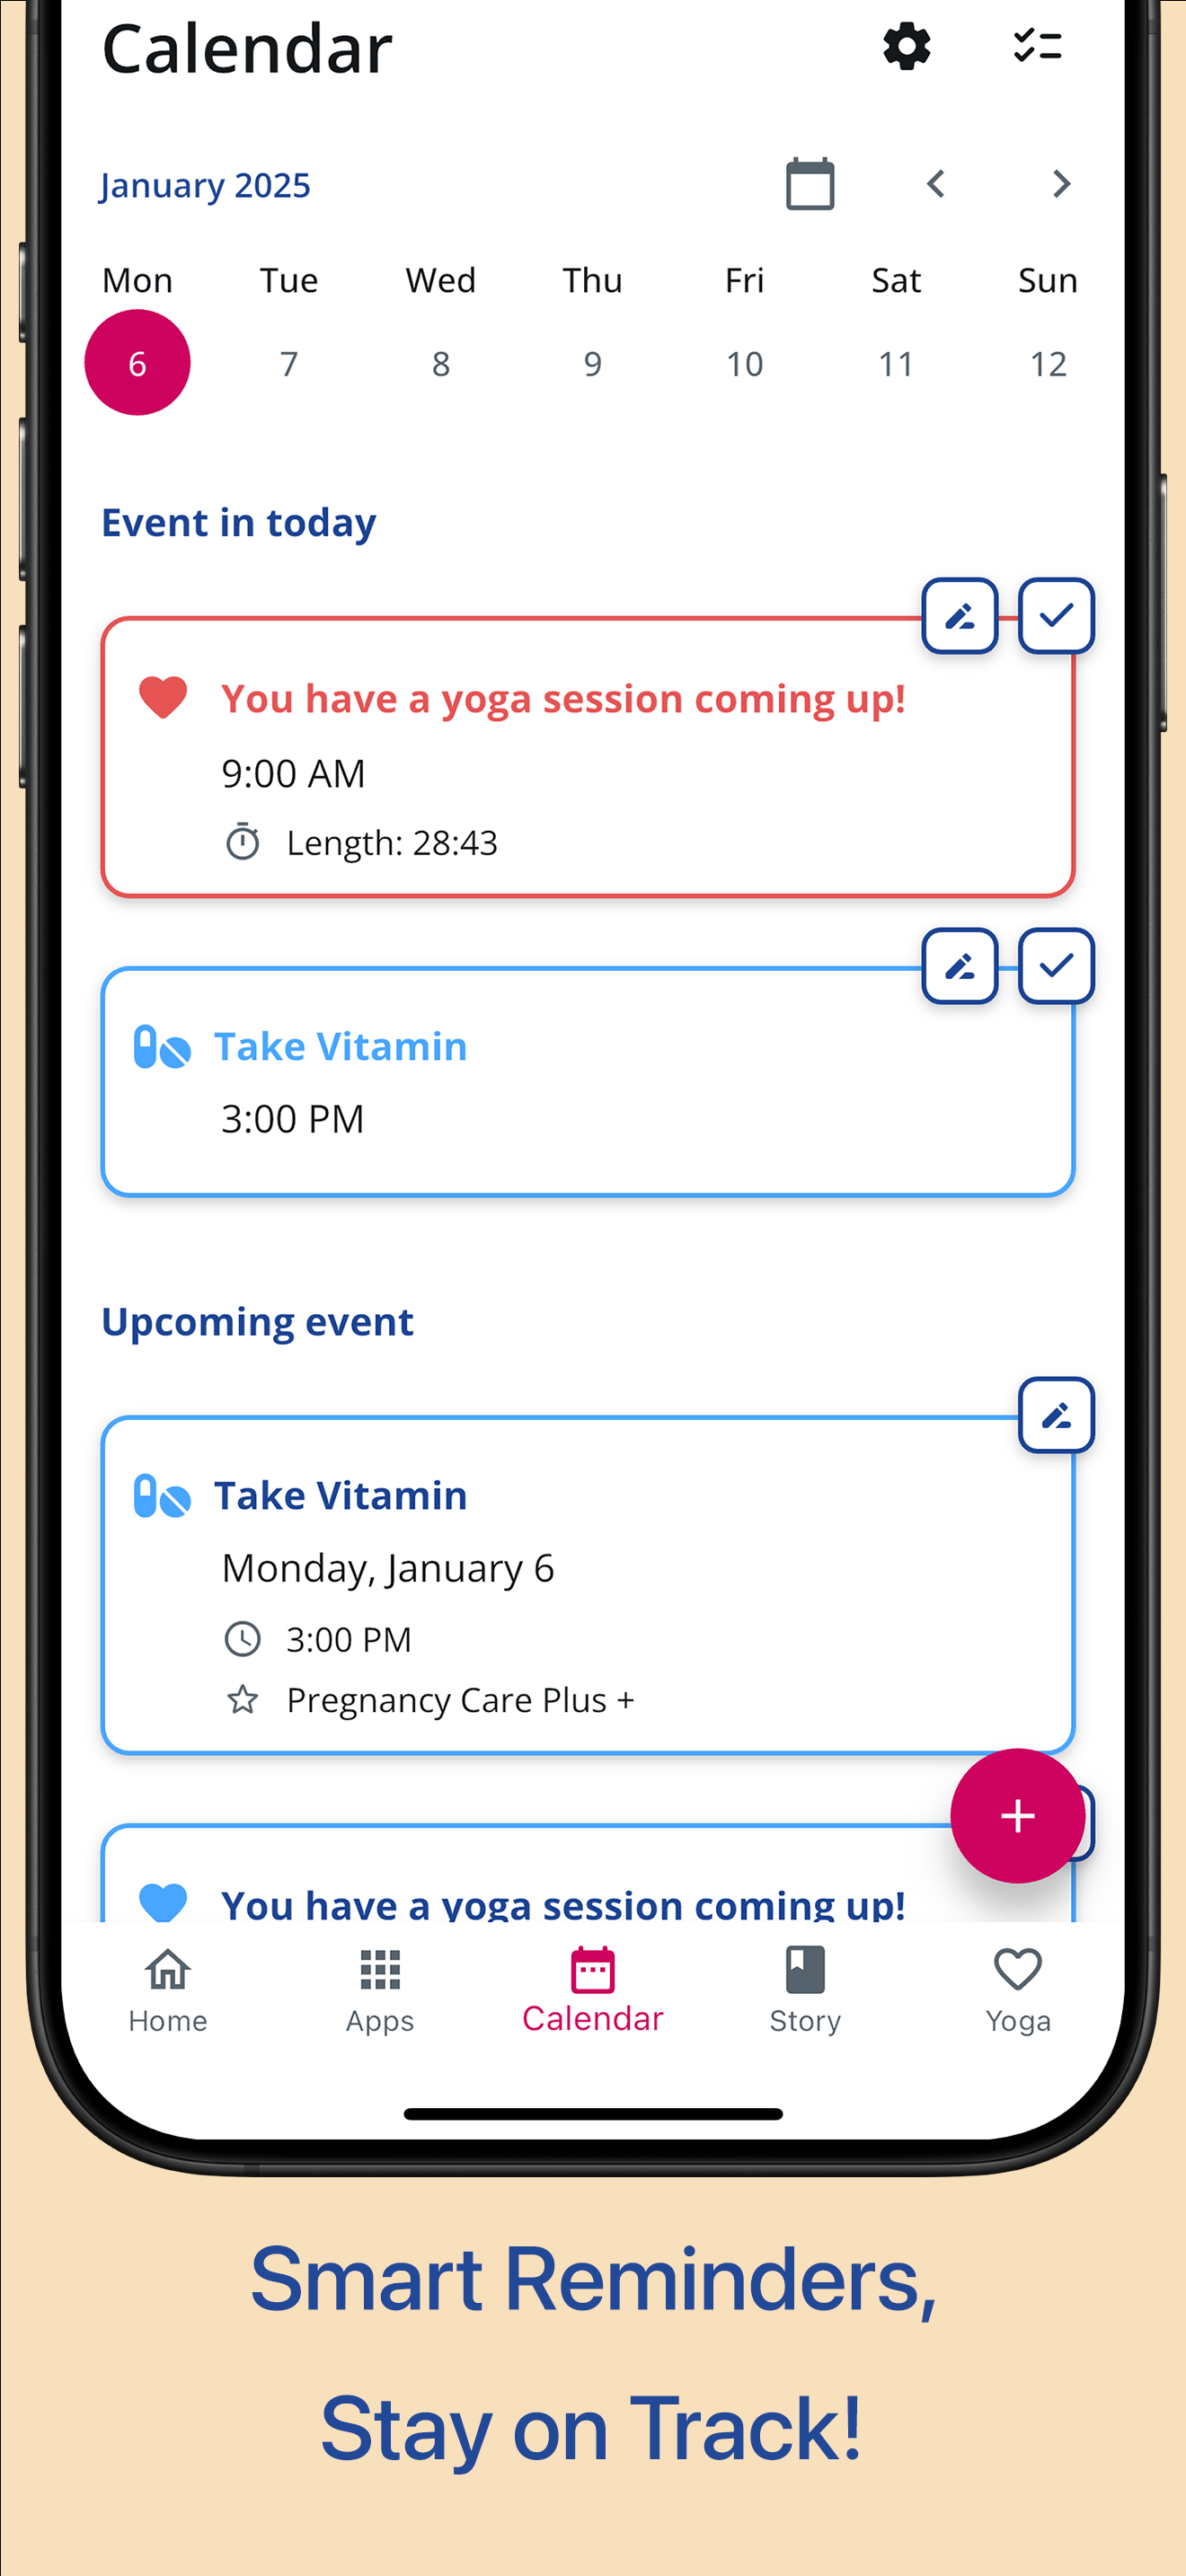 Calendar
January 2025
Mon Tue Wed Thu Fri Sat Sun
6 7 8 9 10 11 12
Event in today
You have a yoga session coming up!
9:00 AM
Length: 28:43
Take Vitamin
3:00 PM
Upcoming event
Take Vitamin
Monday, January 6
3:00 PM
Pregnancy Care Plus +
You have a yoga session coming up!
Home Apps Calendar Story Yoga
Smart Reminders,
Stay on Track!